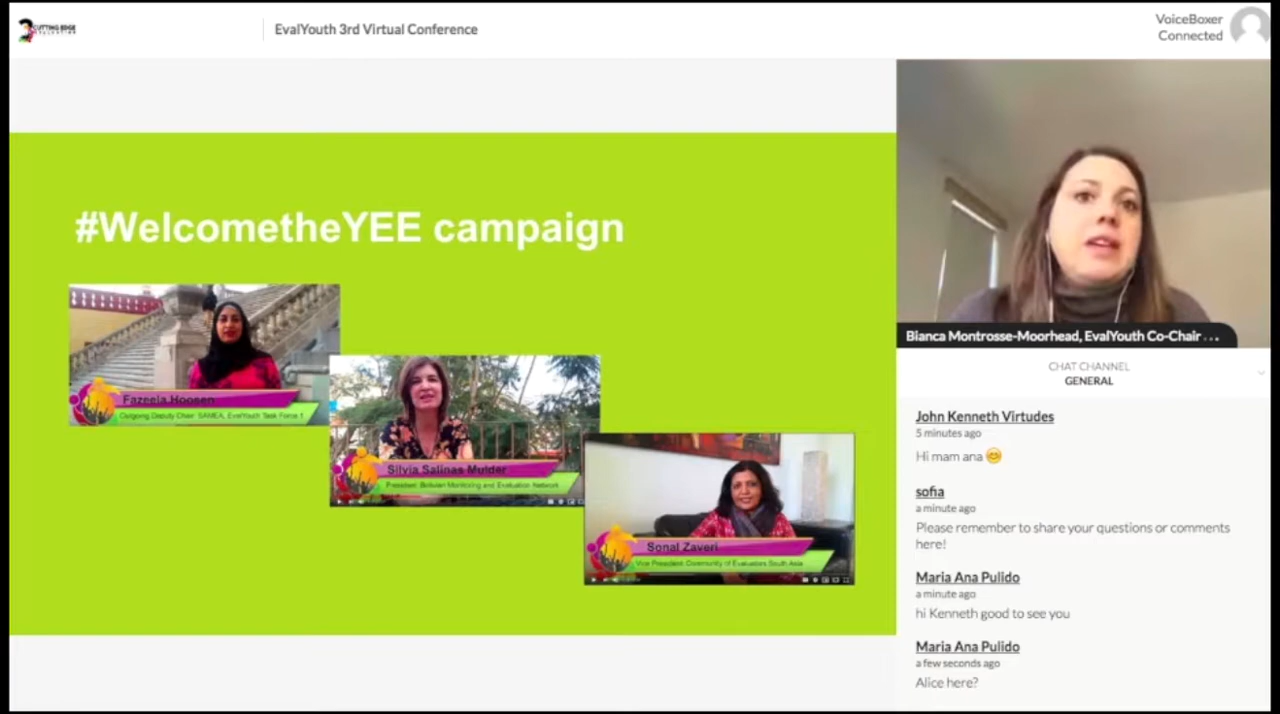 CUTTING EDGE
EvalYouth 3rd Virtual Conference
VoiceBoxer
Connected
#WelcometheYEE campaign
Fazeela Hoosen
Outgoing Deputy Chair SAMEA, EvalYouth Task Force 1
Silvia Salinas Mulder
President Bolivian Monitoring and Evaluation Network
Sonal Zaveri
Vice President Community of Evaluators South Asia
Bianca Montrosse-Moorhead, EvalYouth Co-Chair ...
CHAT CHANNEL
GENERAL
John Kenneth Virtudes
5 minutes ago
Hi mam ana 😊
sofia
a minute ago
Please remember to share your questions or comments
here!
Maria Ana Pulido
a minute ago
hi Kenneth good to see you
Maria Ana Pulido
a few seconds ago
Alice here?